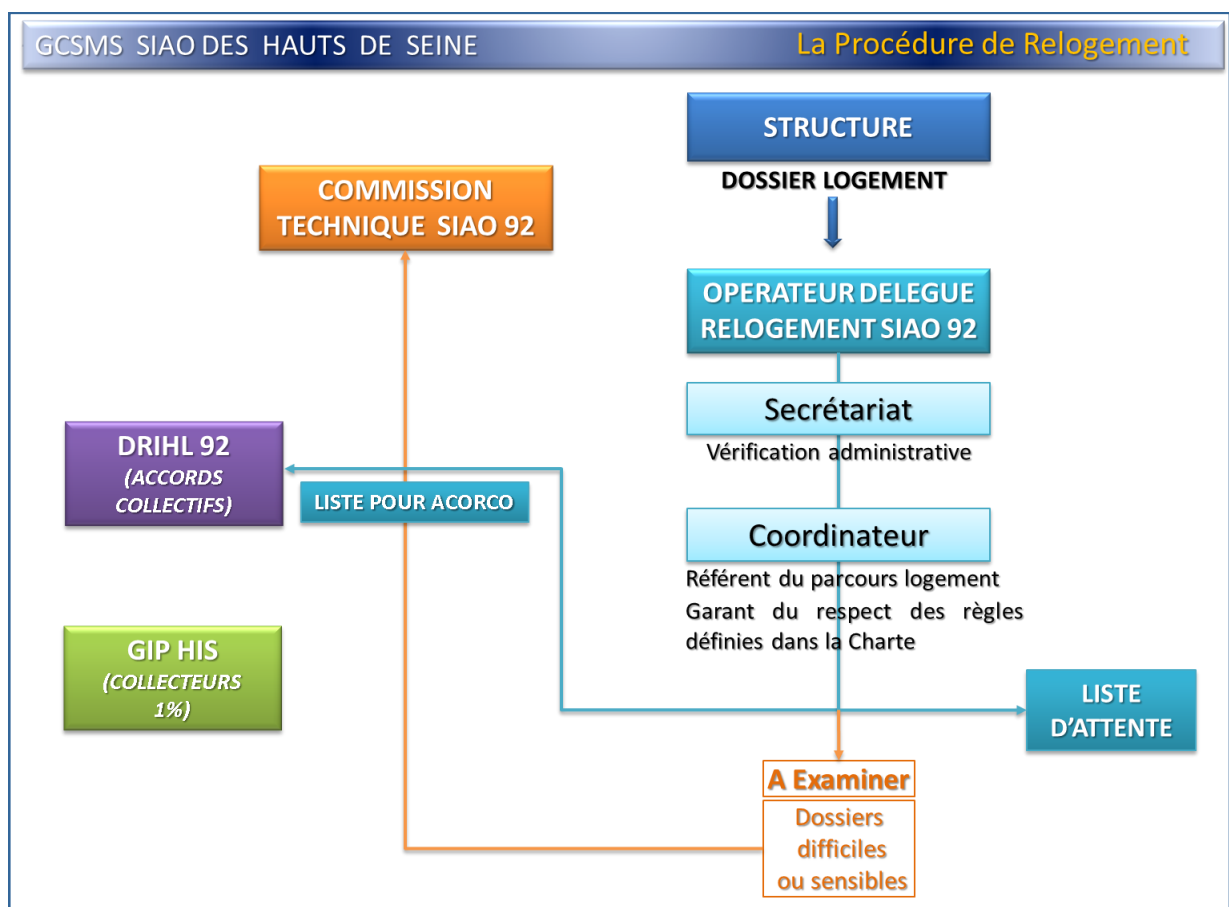 GCSMS SIAO DES HAUTS DE SEINE
La Procédure de Relogement
STRUCTURE
DOSSIER LOGEMENT
COMMISSION
TECHNIQUE SIAO 92
OPERATEUR DELEGUE
RELOGEMENT SIAO 92
Secrétariat
Vérification administrative
DRIHL 92
(ACCORDS
COLLECTIFS)
LISTE POUR ACORCO
Coordinateur
Référent du parcours logement
Garant du respect des règles
définies dans la Charte
GIP HIS
(COLLECTEURS
1%)
LISTE
D'ATTENTE
A Examiner
Dossiers
difficiles
ou sensibles